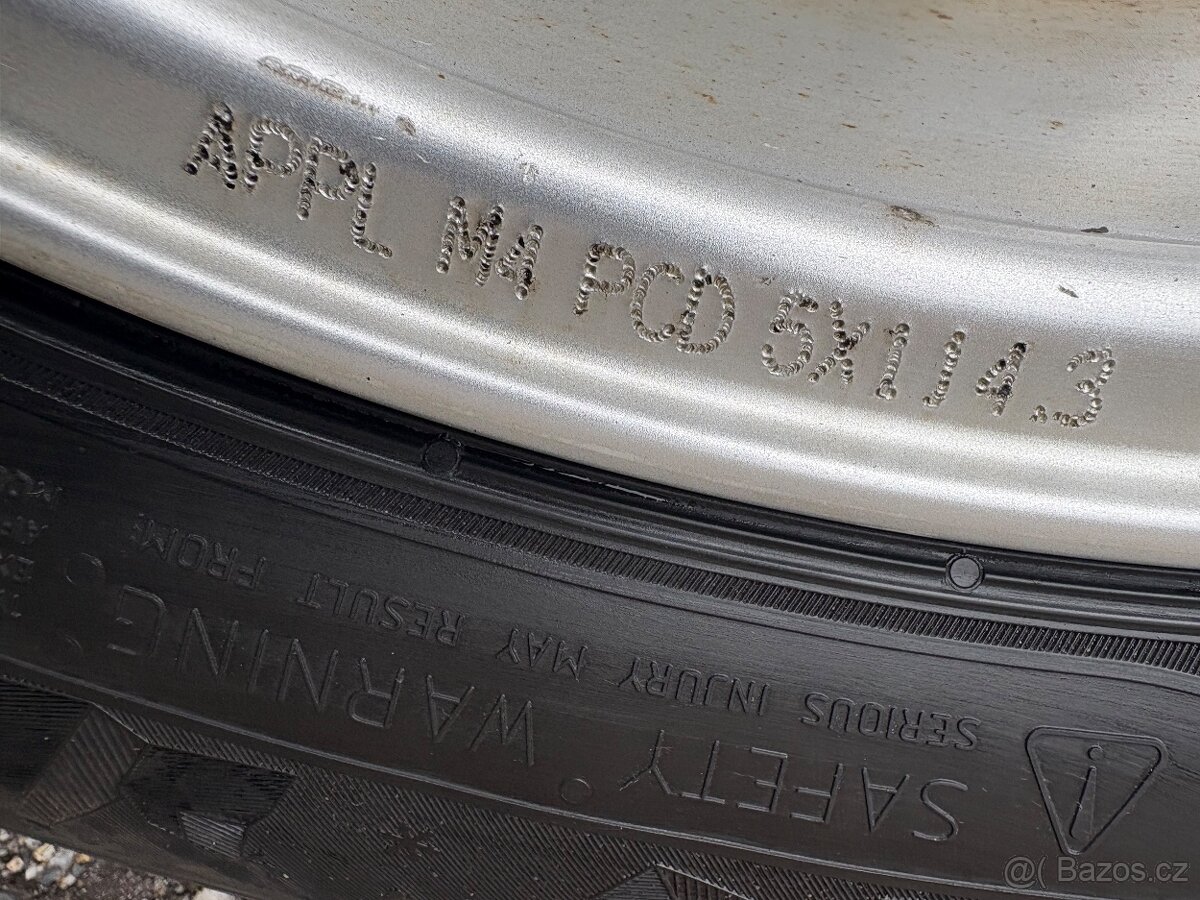 APPL M4 PCD 5X114.3
SAFETY WARNING
SERIOUS INJURY MAY RESULT FROM:
@( Bazos.cz